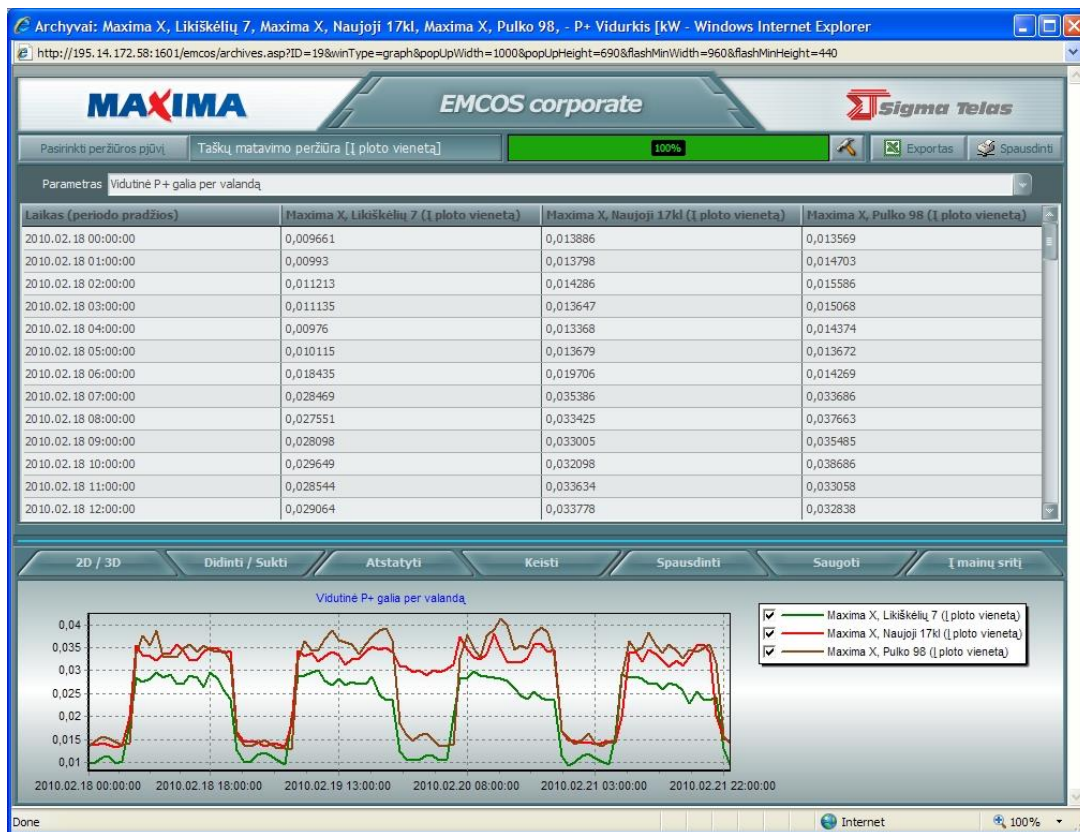 Archyvai: Maxima X, Likiškėlių 7, Maxima X, Naujoji 17kl, Maxima X, Pulko 98, - P+ Vidurkis [kW - Windows Internet Explorer
http://195.14.172.58:1601/emcos/archives.asp?ID=19&winType=graph&popUpWidth=1000&popUpHeight=690&flashMinWidth=960&flashMinHeight=440
MAXIMA EMCOS corporate Sigma Telas
Pasirinkti peržiūros pjūvį Taškų matavimo peržiūra [Į ploto vienetą] 100% Exportas Spausdinti
Parametras Vidutinė P+ galia per valandą
Laikas (periodo pradžios) Maxima X, Likiškėlių 7 (Į ploto vienetą) Maxima X, Naujoji 17kl (Į ploto vienetą) Maxima X, Pulko 98 (Į ploto vienetą)
2010.02.18 00:00:00 0,009661 0,013886 0,013569
2010.02.18 01:00:00 0,00993 0,013798 0,014703
2010.02.18 02:00:00 0,011213 0,014286 0,015586
2010.02.18 03:00:00 0,011135 0,013647 0,015068
2010.02.18 04:00:00 0,00976 0,013368 0,014374
2010.02.18 05:00:00 0,010115 0,013679 0,013672
2010.02.18 06:00:00 0,018435 0,019706 0,014269
2010.02.18 07:00:00 0,028469 0,035386 0,033686
2010.02.18 08:00:00 0,027551 0,033425 0,037663
2010.02.18 09:00:00 0,028098 0,033005 0,035485
2010.02.18 10:00:00 0,029649 0,032098 0,038686
2010.02.18 11:00:00 0,028544 0,033634 0,033058
2010.02.18 12:00:00 0,029064 0,033778 0,032838
2D / 3D Didinti / Sukti Atstatyti Keisti Spausdinti Saugoti Į mainų sritį
Vidutinė P+ galia per valandą
0,04
0,035
0,03
0,025
0,02
0,015
0,01
2010.02.18 00:00:00 2010.02.18 18:00:00 2010.02.19 13:00:00 2010.02.20 08:00:00 2010.02.21 03:00:00 2010.02.21 22:00:00
Maxima X, Likiškėlių 7 (Į ploto vienetą)
Maxima X, Naujoji 17kl (Į ploto vienetą)
Maxima X, Pulko 98 (Į ploto vienetą)
Done Internet 100%